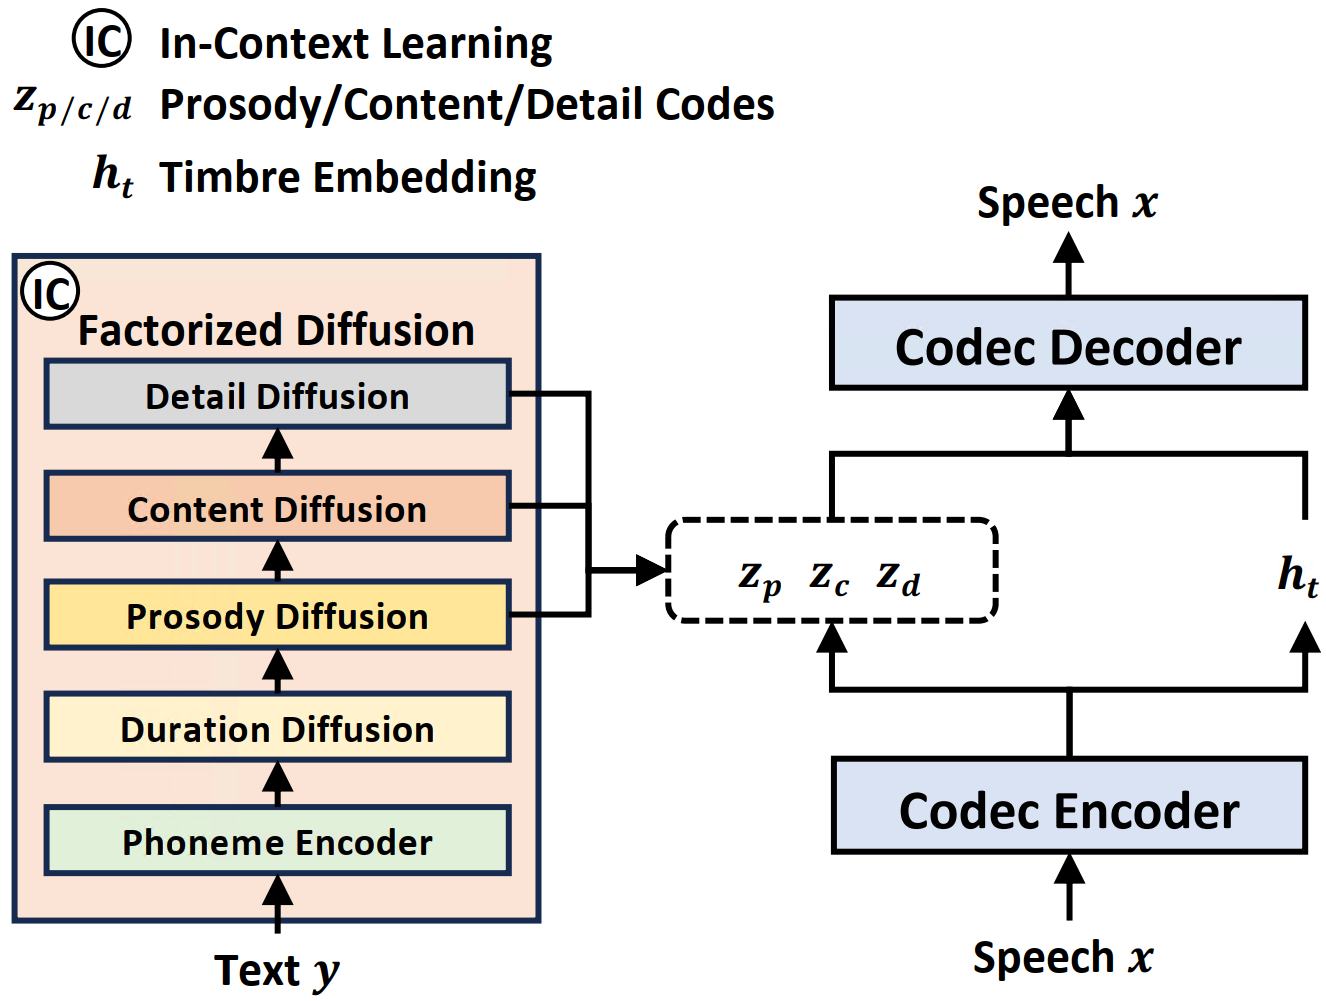 IC In-Context Learning
z_{p/c/d} Prosody/Content/Detail Codes
h_t Timbre Embedding
IC
Factorized Diffusion
Detail Diffusion
Content Diffusion
Prosody Diffusion
Duration Diffusion
Phoneme Encoder
Text y
z_p z_c z_d
Speech x
Codec Decoder
h_t
Codec Encoder
Speech x